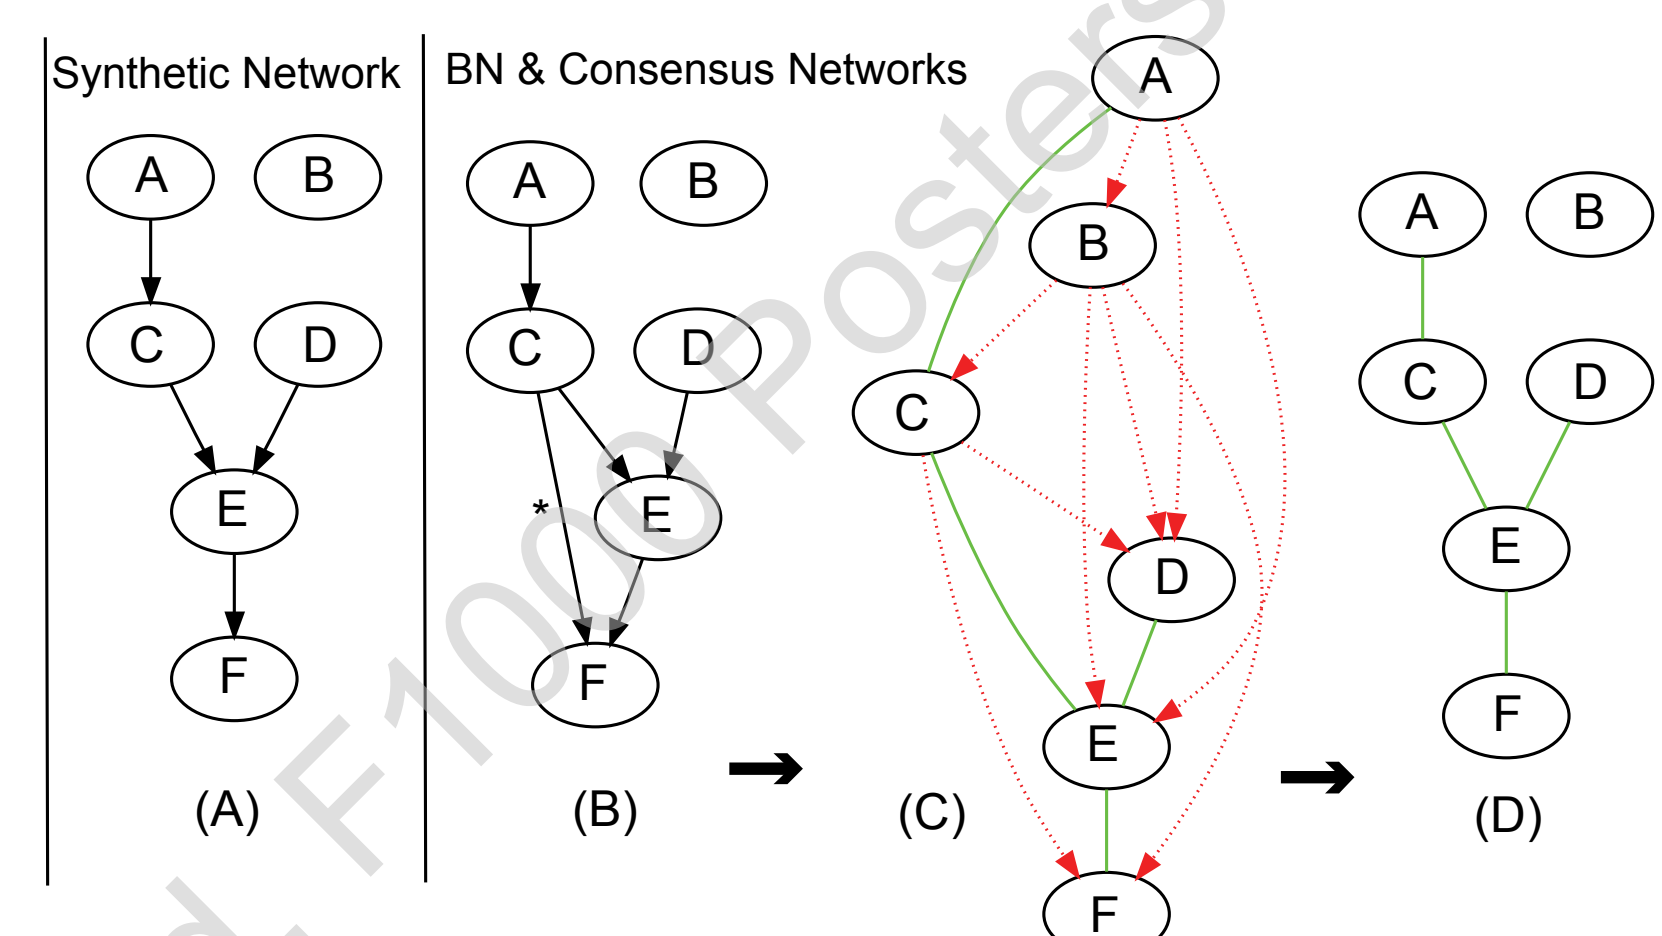 Synthetic Network
BN & Consensus Networks
A
B
C
D
E
F
(A)
A
B
C
D
*
E
F
(B)
A
B
C
D
E
F
(C)
A
B
C
D
E
F
(D)
d. F1000 Posters